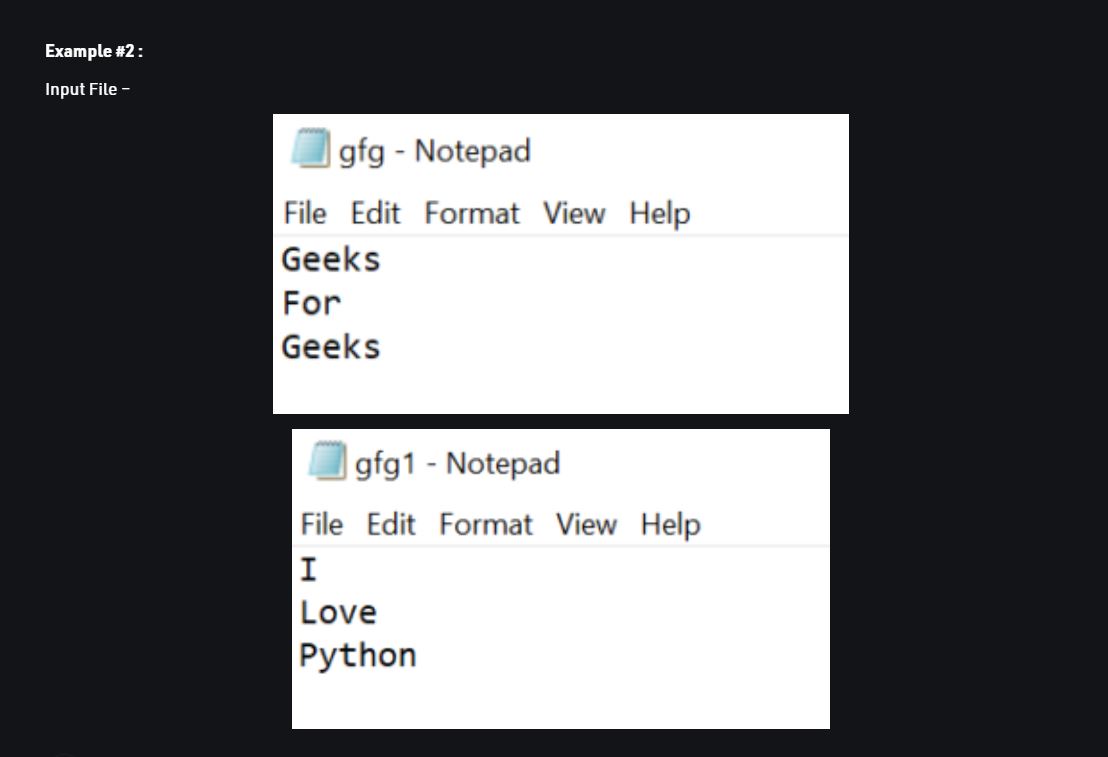 Example #2 :
Input File –
gfg - Notepad
File Edit Format View Help
Geeks
For
Geeks
gfg1 - Notepad
File Edit Format View Help
I
Love
Python